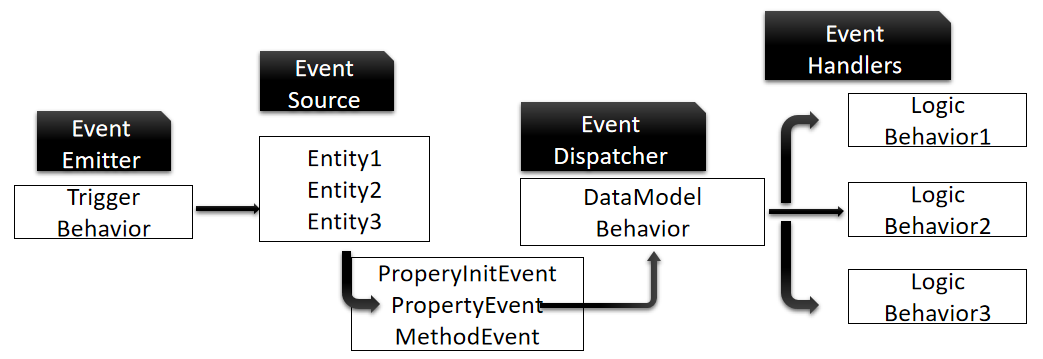 Event
Emitter
Trigger
Behavior
Event
Source
Entity1
Entity2
Entity3
ProperyInitEvent
PropertyEvent
MethodEvent
Event
Dispatcher
DataModel
Behavior
Event
Handlers
Logic
Behavior1
Logic
Behavior2
Logic
Behavior3